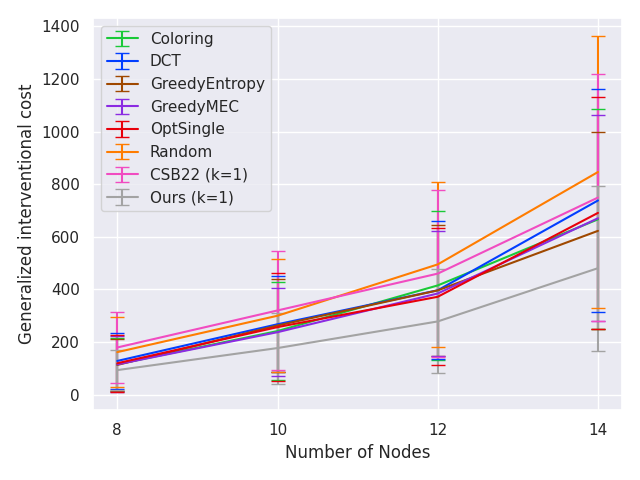 1400
1200
1000
800
600
400
200
0
Generalized interventional cost
Coloring
DCT
GreedyEntropy
GreedyMEC
OptSingle
Random
CSB22 (k=1)
Ours (k=1)
8
10
12
14
Number of Nodes